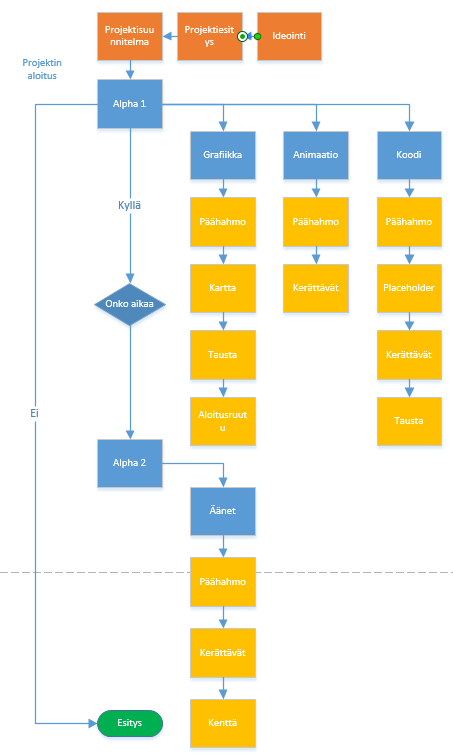 Projektisuu
nnitelma
Projektiesit
ys
Ideointi
Projektin
aloitus
Alpha 1
Grafiikka
Animaatio
Koodi
Kyllä
Päähahmo
Päähahmo
Päähahmo
Onko aikaa
Kartta
Kerättävät
Placeholder
Tausta
Kerättävät
Ei
Aloitusruut
u
Tausta
Alpha 2
Äänet
Päähahmo
Kerättävät
Esitys
Kenttä